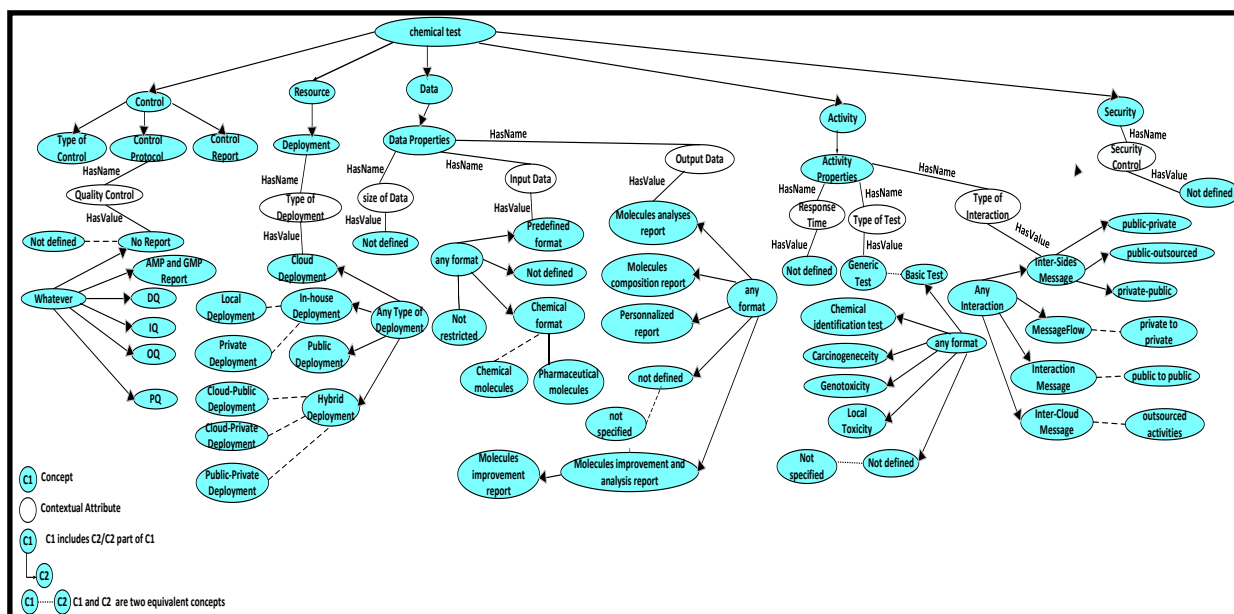 chemical test
Control
Resource
Data
Activity
Security
Type of
Control
Control
Protocol
Control
Report
Deployment
Data Properties
HasName
Activity
Properties
HasName
HasName
Security
Control
HasValue
Not defined
HasName
Quality Control
HasValue
Not defined
No Report
AMP and GMP
Report
Whatever
DQ
IQ
OQ
PQ
HasName
Type of
Deployment
HasValue
Cloud
Deployment
Local
Deployment
In-house
Deployment
Any Type of
Deployment
Private
Deployment
Public
Deployment
Cloud-Public
Deployment
Hybrid
Deployment
Cloud-Private
Deployment
Public-Private
Deployment
HasName
size of Data
HasValue
Not defined
HasName
Input Data
HasValue
Predefined
format
any format
Not defined
Not
restricted
Chemical
format
Chemical
molecules
Pharmaceutical
molecules
Output Data
HasValue
Molecules analyses
report
Molecules
composition report
any
format
Personnalized
report
not defined
not
specified
Molecules
improvement
report
Molecules improvement and
analysis report
HasName
Response
Time
HasValue
Not defined
HasName
Type of Test
HasValue
Generic
Test
Basic Test
Chemical
identification test
any format
Carcinogeneceity
Genotoxicity
Local
Toxicity
Not
specified
Not defined
Type of
Interaction
HasValue
Inter-Sides
Message
public-private
public-outsourced
private-public
Any
Interaction
MessageFlow
private to
private
Interaction
Message
public to public
Inter-Cloud
Message
outsourced
activities
C1
Concept
Contextual Attribute
C1
C1 includes C2/C2 part of C1
C2
C1
C2
C1 and C2 are two equivalent concepts